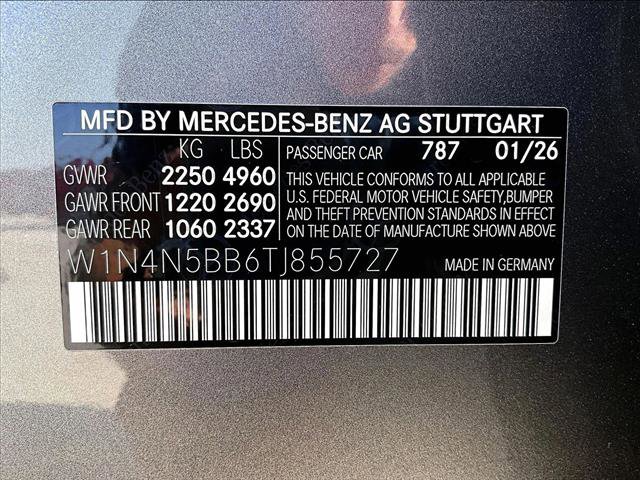 MFD BY MERCEDES-BENZ AG STUTTGART
KG LBS PASSENGER CAR 787 01/26
GVWR 2250 4960
GAWR FRONT 1220 2690
GAWR REAR 1060 2337
THIS VEHICLE CONFORMS TO ALL APPLICABLE
U.S. FEDERAL MOTOR VEHICLE SAFETY,BUMPER
AND THEFT PREVENTION STANDARDS IN EFFECT
ON THE DATE OF MANUFACTURE SHOWN ABOVE
W1N4N5BB6TJ855727 MADE IN GERMANY